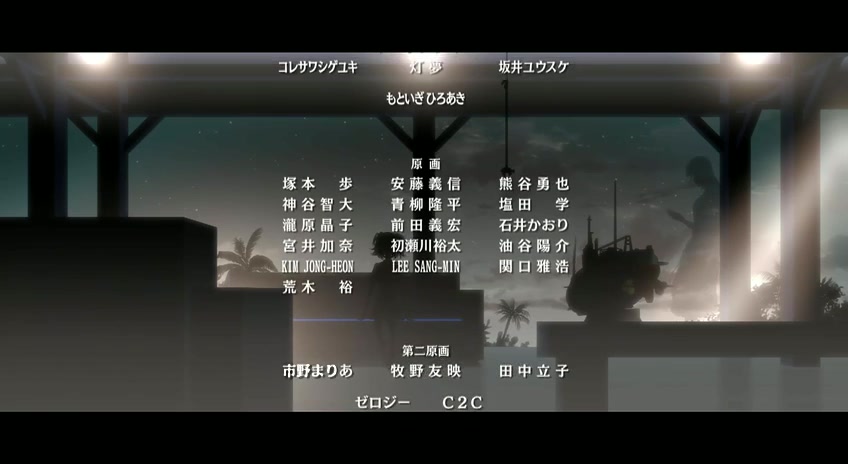 コレサワシゲユキ 灯夢 坂井ユウスケ
もといぎひろあき
原画
塚本 歩 安藤義信 熊谷勇也
神谷智大 青柳隆平 塩田 学
瀧原晶子 前田義宏 石井かおり
宮井加奈 初瀬川裕太 油谷陽介
KIM JONG-HEON LEE SANG-MIN 関口雅浩
荒木 裕
第二原画
市野まりあ 牧野友映 田中立子
ゼロジー C2C